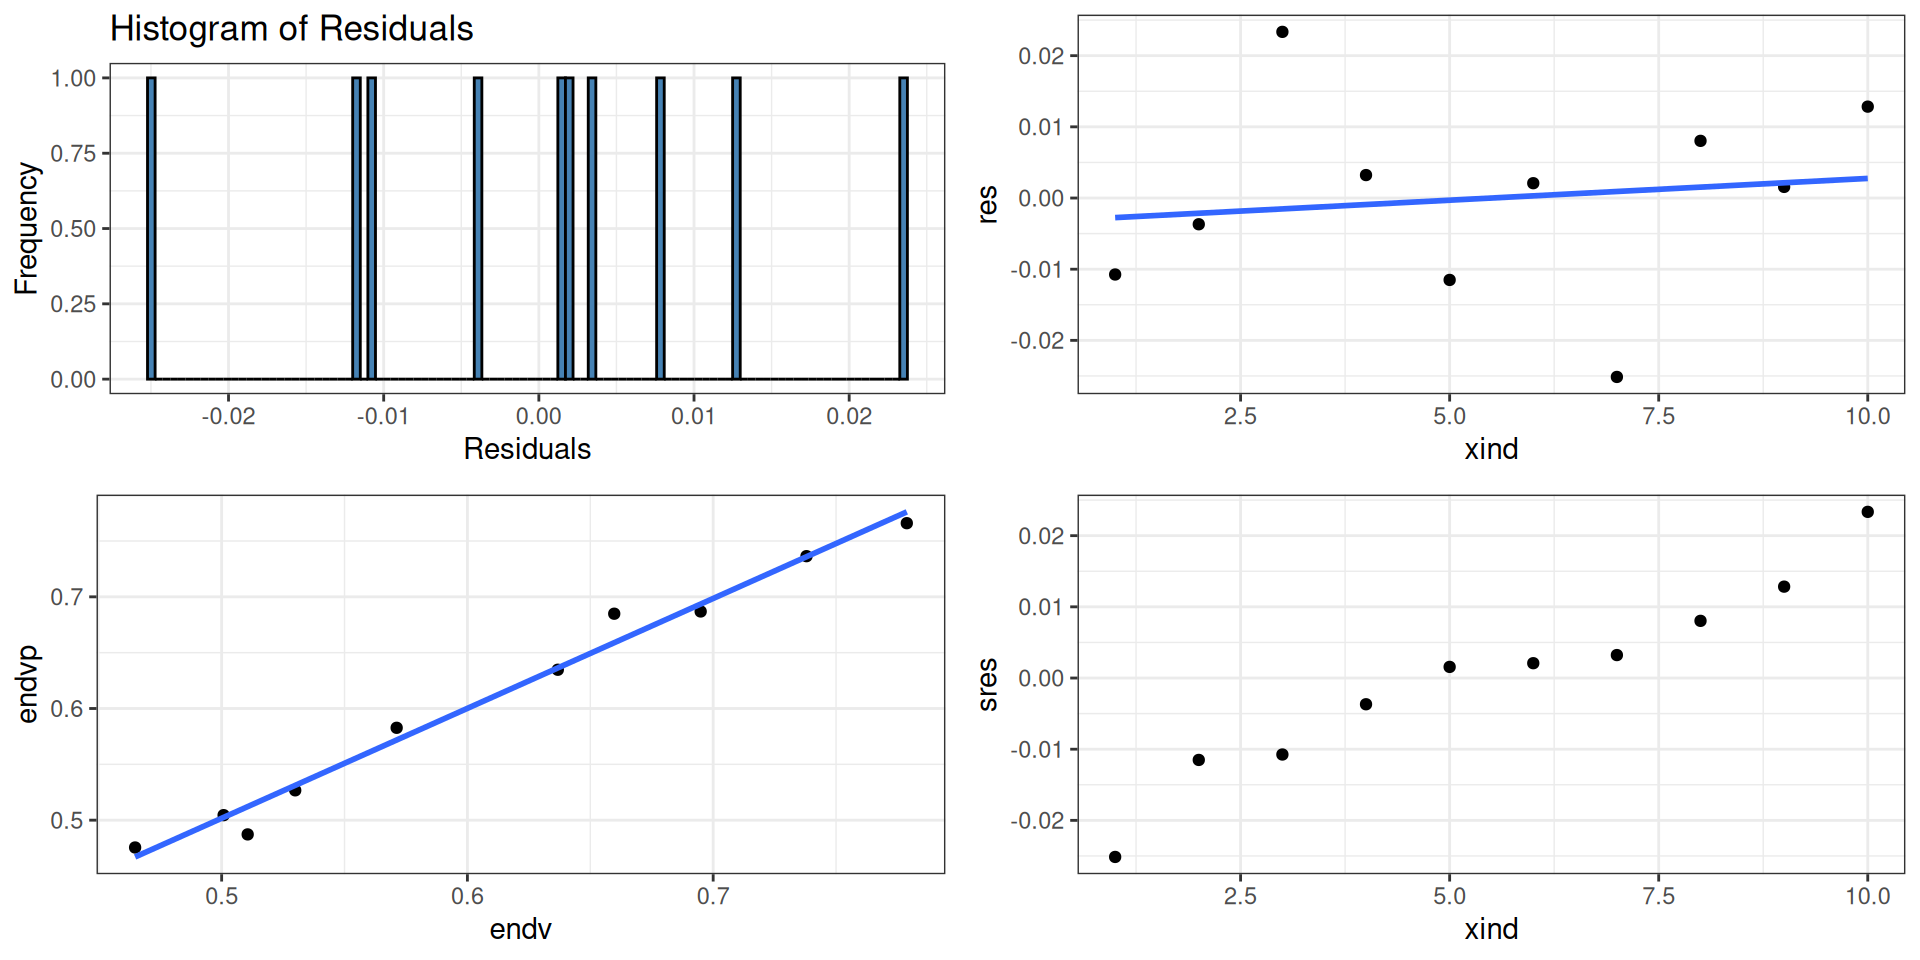 Histogram of Residuals
1.00
0.75
0.50
0.25
0.00
Frequency
-0.02 -0.01 0.00 0.01 0.02
Residuals
0.02
0.01
0.00
-0.01
-0.02
res
2.5 5.0 7.5 10.0
xind
0.7
0.6
0.5
endvp
0.5 0.6 0.7
endv
0.02
0.01
0.00
-0.01
-0.02
sres
2.5 5.0 7.5 10.0
xind